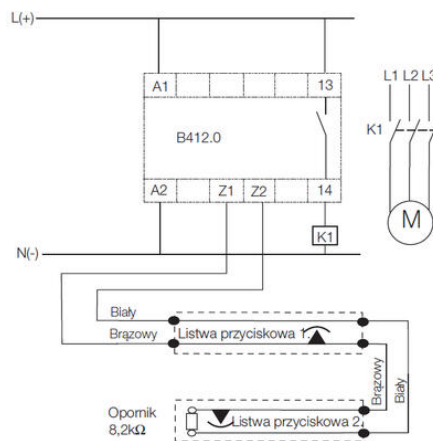 L(+)
A1
13
L1 L2 L3
K1
B412.0
M
A2
Z1
Z2
14
K1
N(-)
Biały
Brązowy
Listwa przyciskowa 1.
Brązowy
Biały
Opornik
8,2kΩ
Listwa przyciskowa 2.